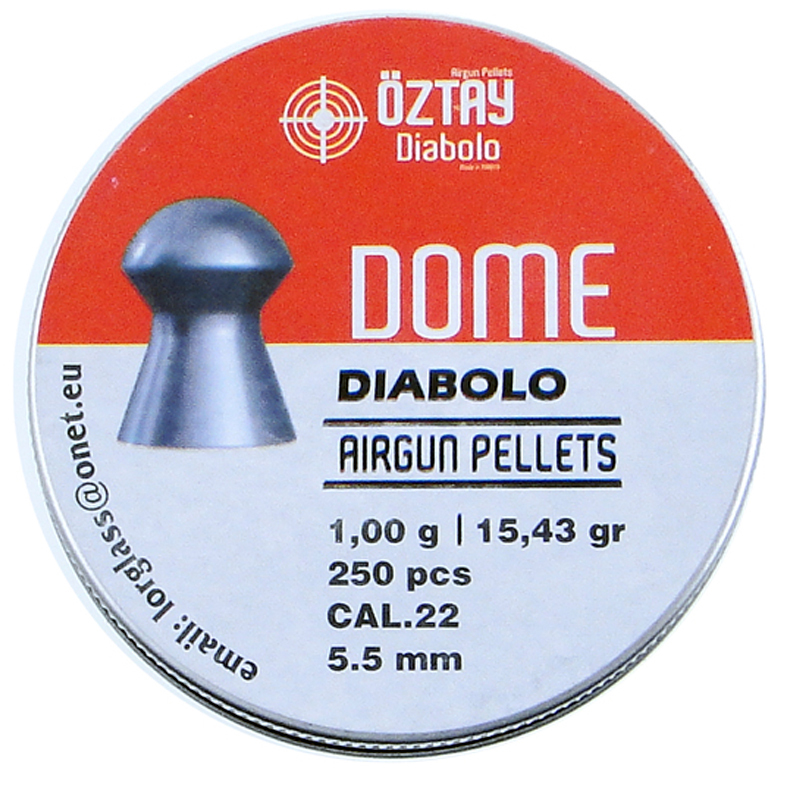 Airgun Pellets
ÖZTAY
Diabolo
DOME
DIABOLO
AIRGUN PELLETS
1,00 g | 15,43 gr
250 pcs
CAL.22
5.5 mm
email: lorglass@onet.eu